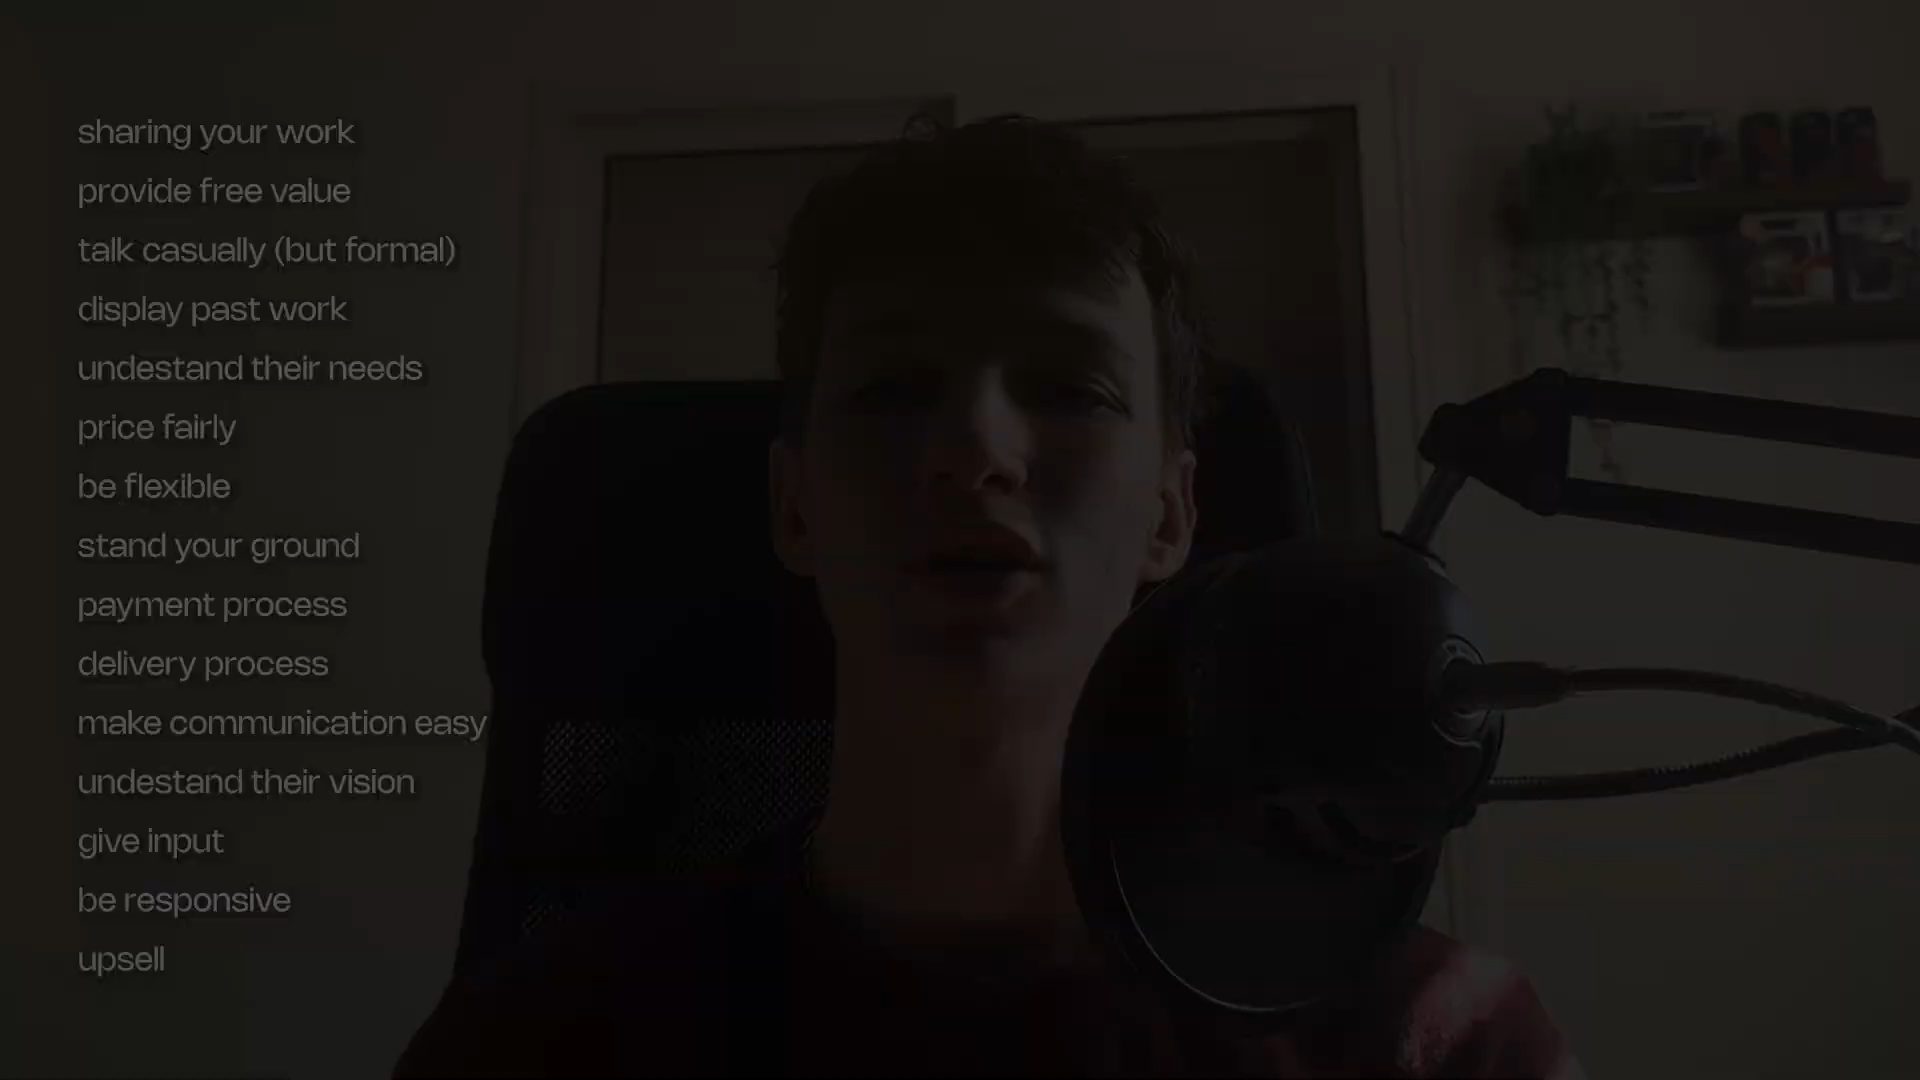 sharing your work
provide free value
talk casually (but formal)
display past work
undestand their needs
price fairly
be flexible
stand your ground
payment process
delivery process
make communication easy
undestand their vision
give input
be responsive
upsell